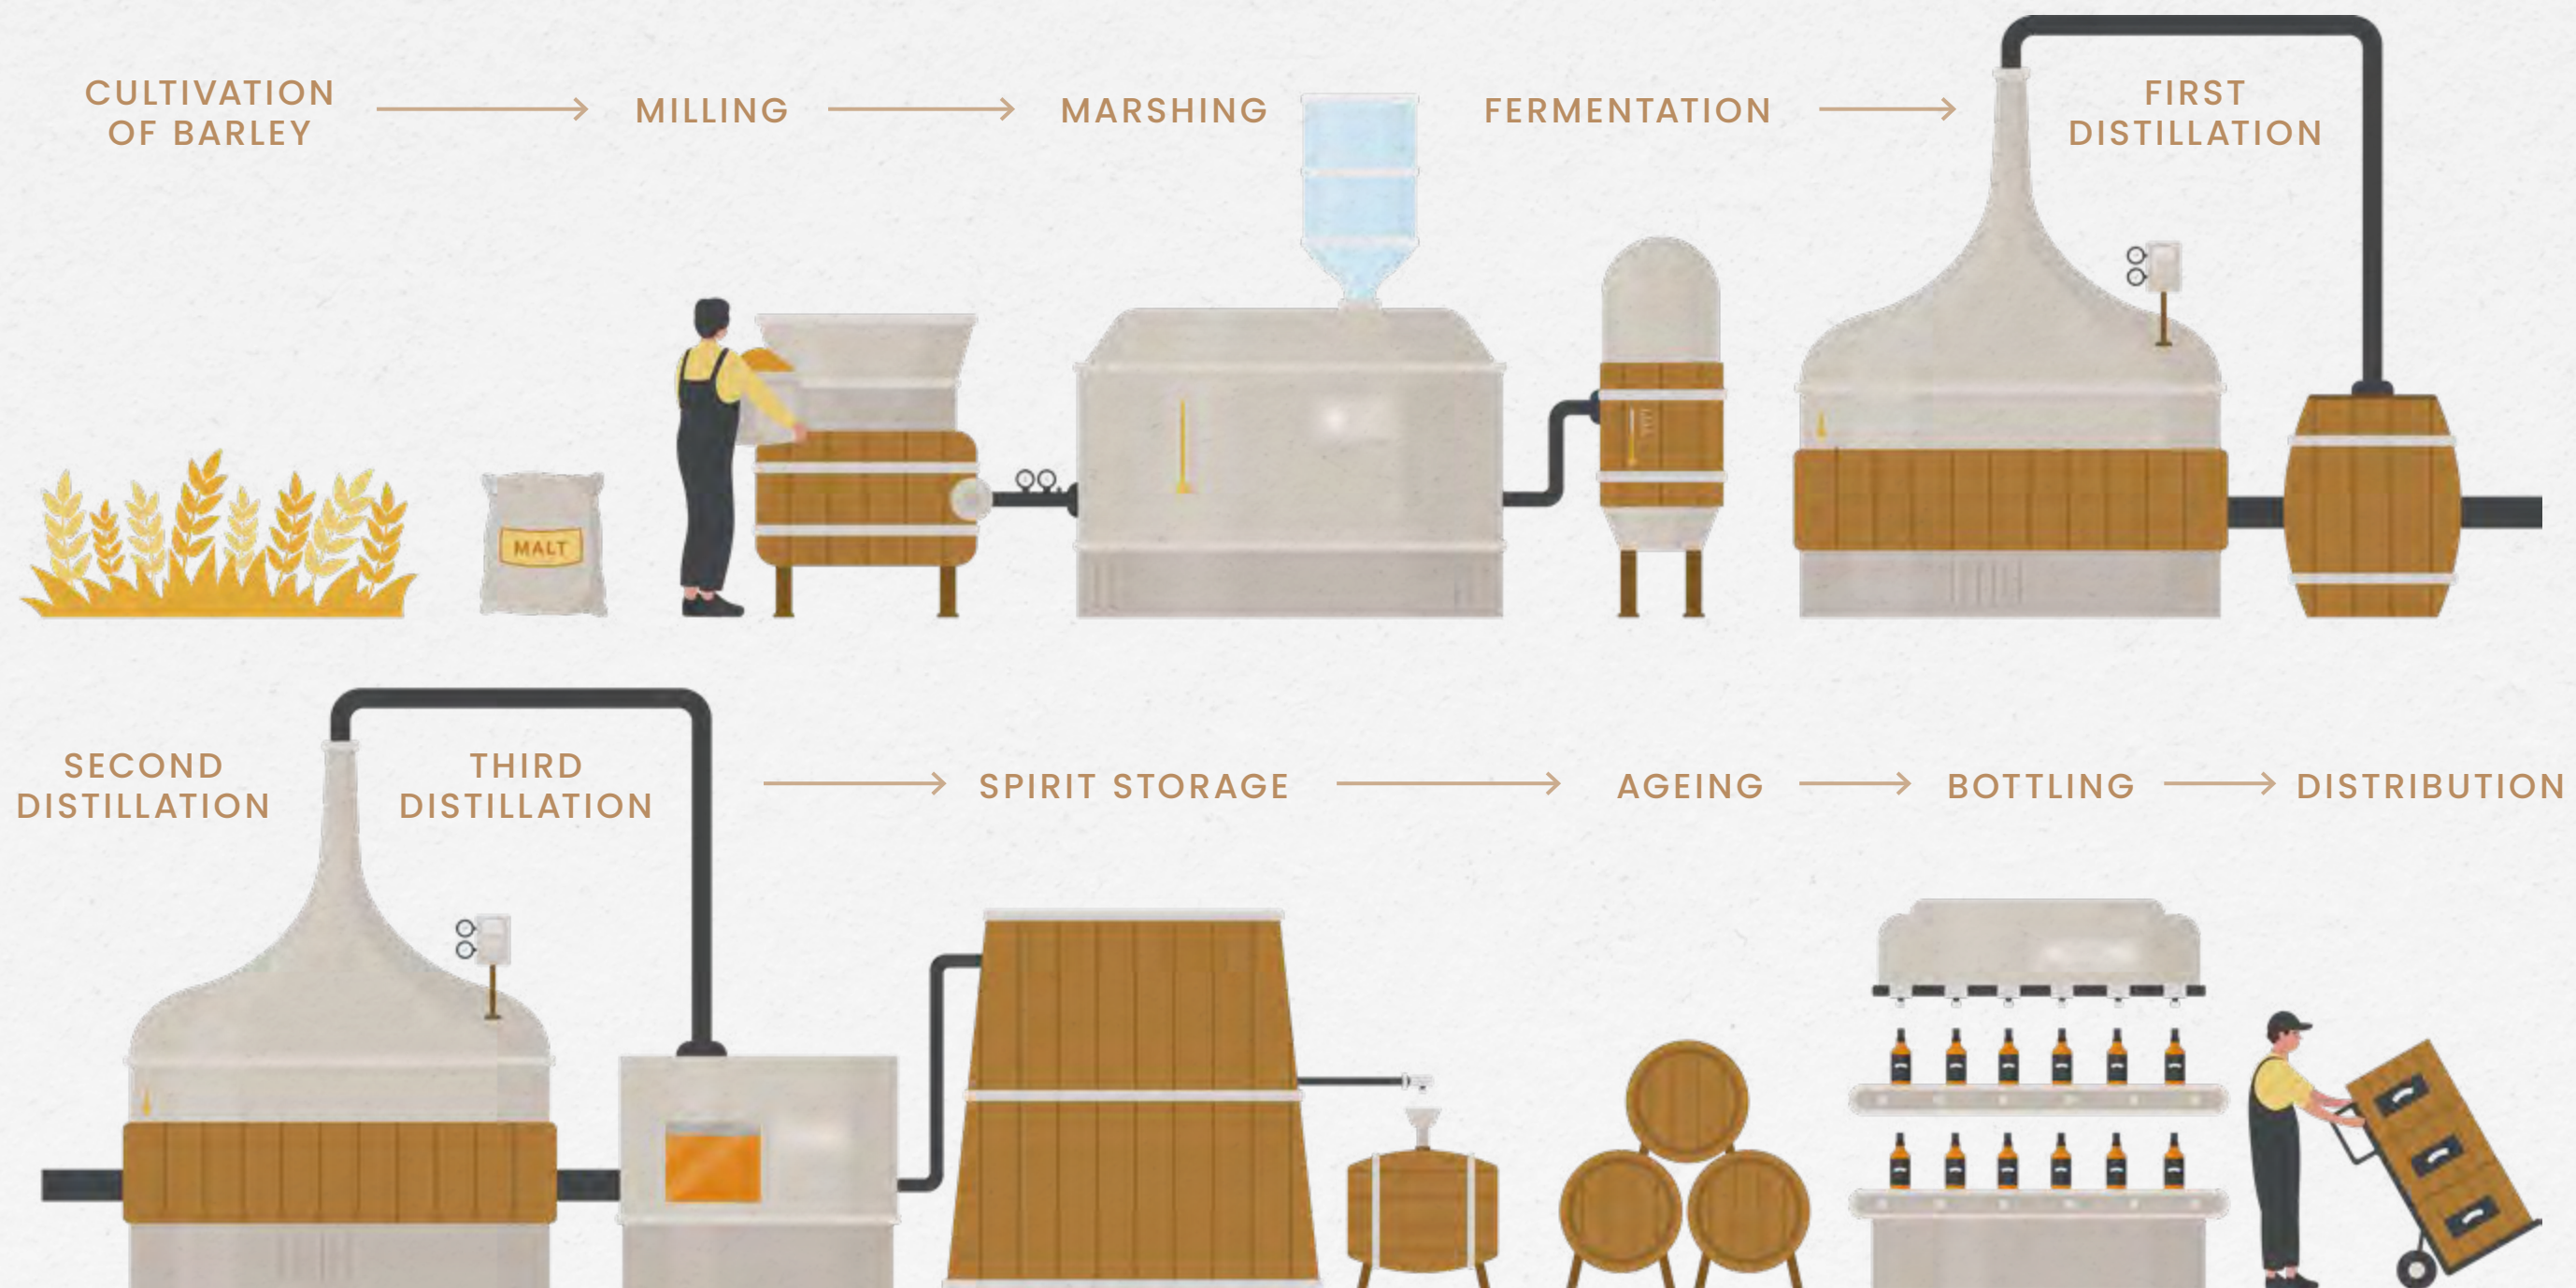 CULTIVATION
OF BARLEY
MILLING
MARSHING
FERMENTATION
FIRST
DISTILLATION
MALT
SECOND
DISTILLATION
THIRD
DISTILLATION
SPIRIT STORAGE
AGEING
BOTTLING
DISTRIBUTION